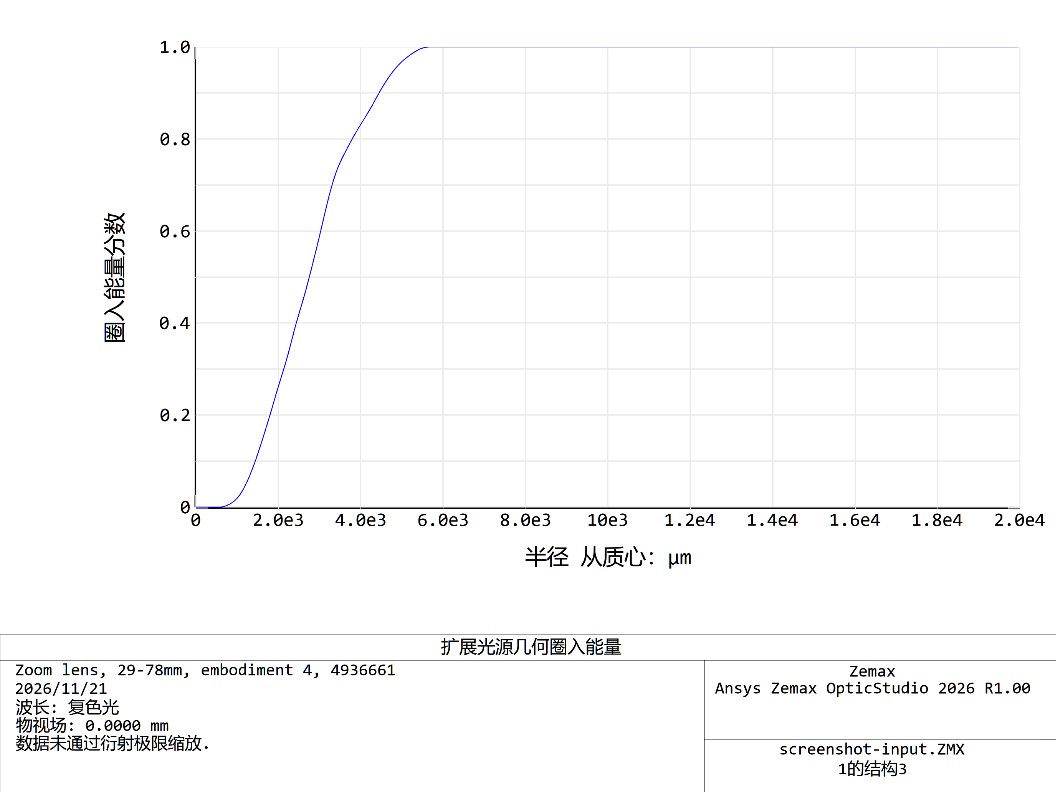 1.0
0.8
0.6
0.4
0.2
0
圈入能量分数
0 2.0e3 4.0e3 6.0e3 8.0e3 10e3 1.2e4 1.4e4 1.6e4 1.8e4 2.0e4
半径 从质心: µm
扩展光源几何圈入能量
Zoom lens, 29-78mm, embodiment 4, 4936661
2026/11/21
波长: 复色光
物视场: 0.0000 mm
数据未通过衍射极限缩放.
Zemax
Ansys Zemax OpticStudio 2026 R1.00
screenshot-input.ZMX
1的结构3